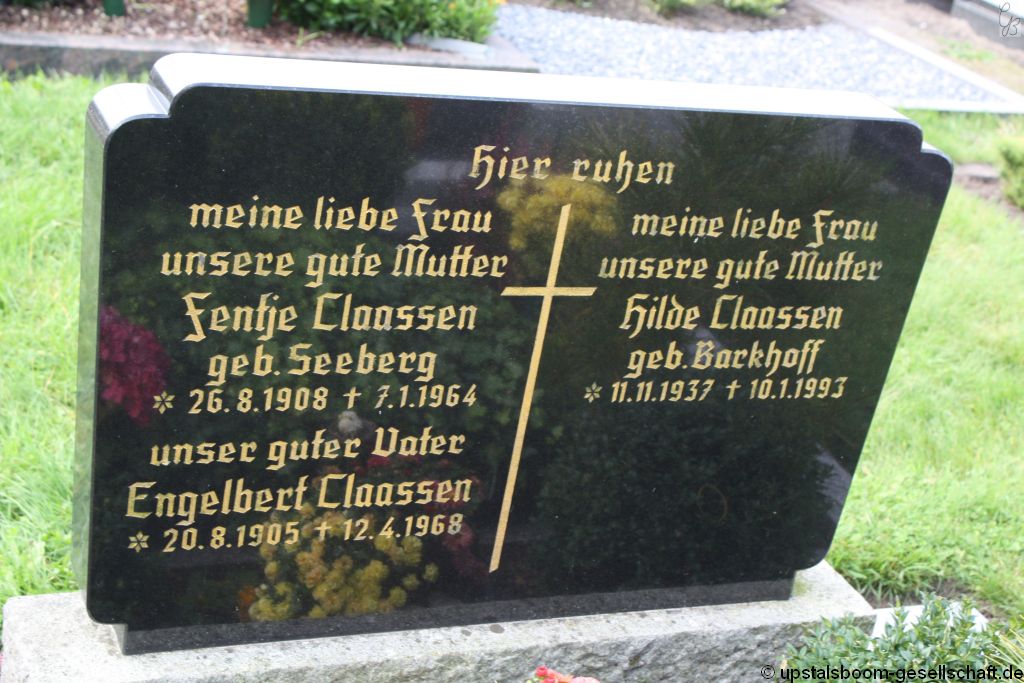 Hier ruhen
meine liebe Frau
unsere gute Mutter
Fentje Claassen
geb. Seeberg
* 26.8.1908 † 7.1.1964
unser guter Vater
Engelbert Claassen
* 20.8.1905 † 12.4.1968
meine liebe Frau
unsere gute Mutter
Hilde Claassen
geb. Barkhoff
* 11.11.1937 † 10.1.1993
© upstalsboom-gesellschaft.de